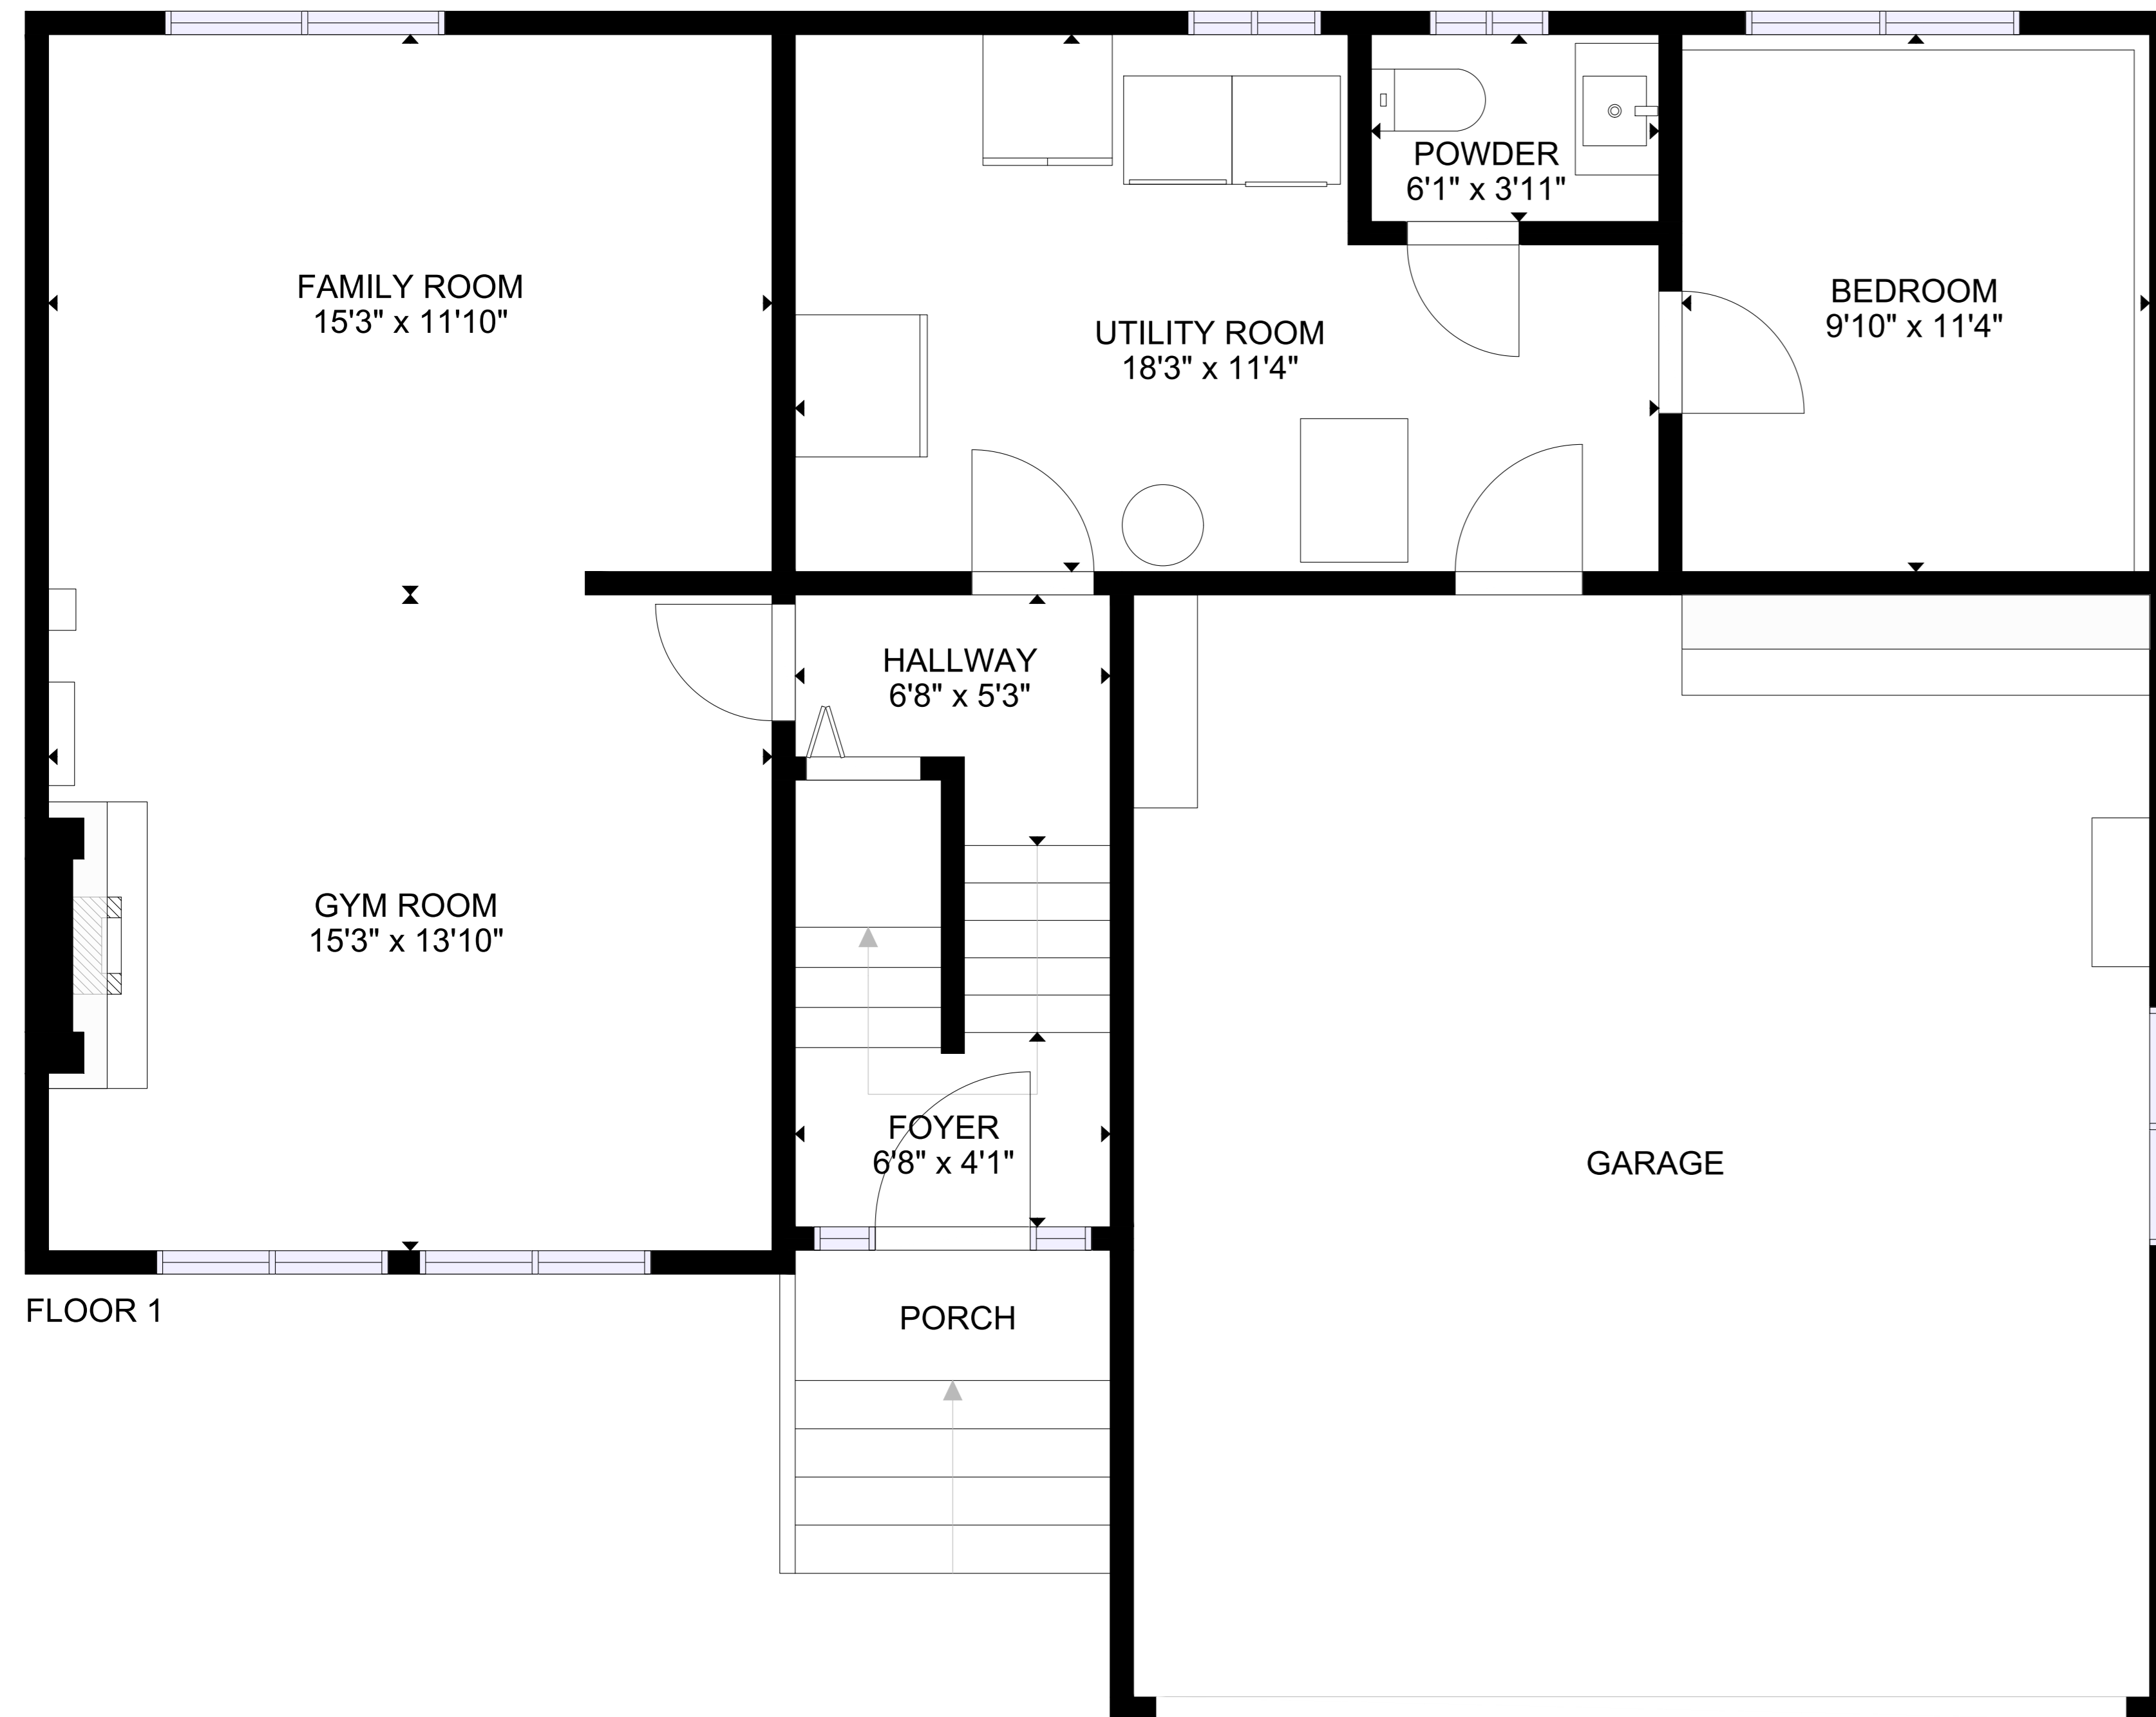 POWDER
6'1" x 3'11"
FAMILY ROOM
15'3" x 11'10"
UTILITY ROOM
18'3" x 11'4"
BEDROOM
9'10" x 11'4"
HALLWAY
6'8" x 5'3"
GYM ROOM
15'3" x 13'10"
FOYER
6'8" x 4'1"
GARAGE
FLOOR 1
PORCH